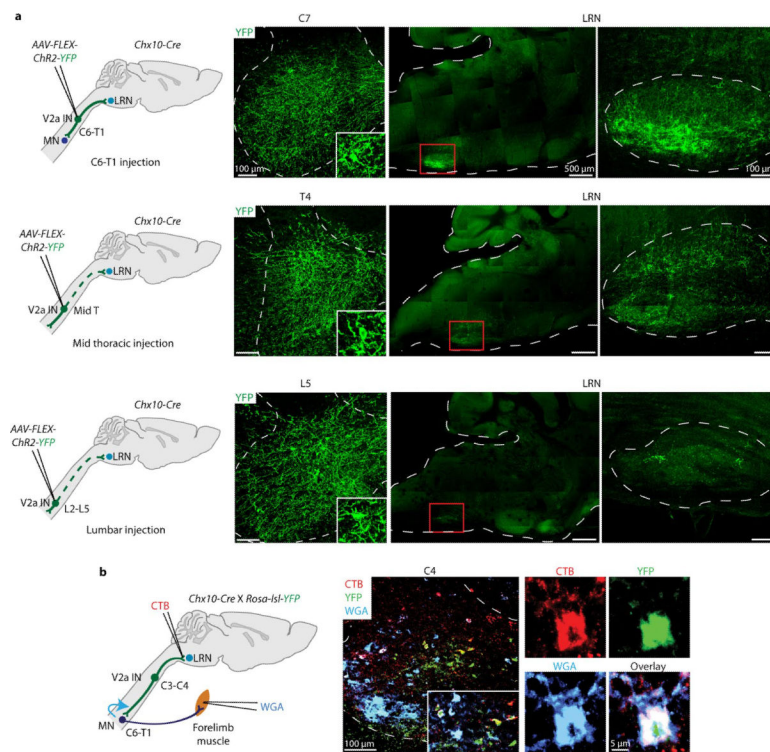 a
C7
LRN
AAV-FLEX-
ChR2-YFP
Chx10-Cre
YFP
LRN
V2a IN
C6-T1
MN
C6-T1 injection
100 µm
500 µm
100 µm
T4
LRN
AAV-FLEX-
ChR2-YFP
Chx10-Cre
YFP
LRN
V2a IN
Mid T
Mid thoracic injection
L5
LRN
AAV-FLEX-
ChR2-YFP
Chx10-Cre
YFP
LRN
V2a IN
L2-L5
Lumbar injection
b
Chx10-Cre X Rosa-lsl-YFP
CTB
LRN
V2a IN
C3-C4
MN
C6-T1
WGA
Forelimb
muscle
C4
CTB
YFP
WGA
100 µm
CTB
YFP
WGA
Overlay
5 µm